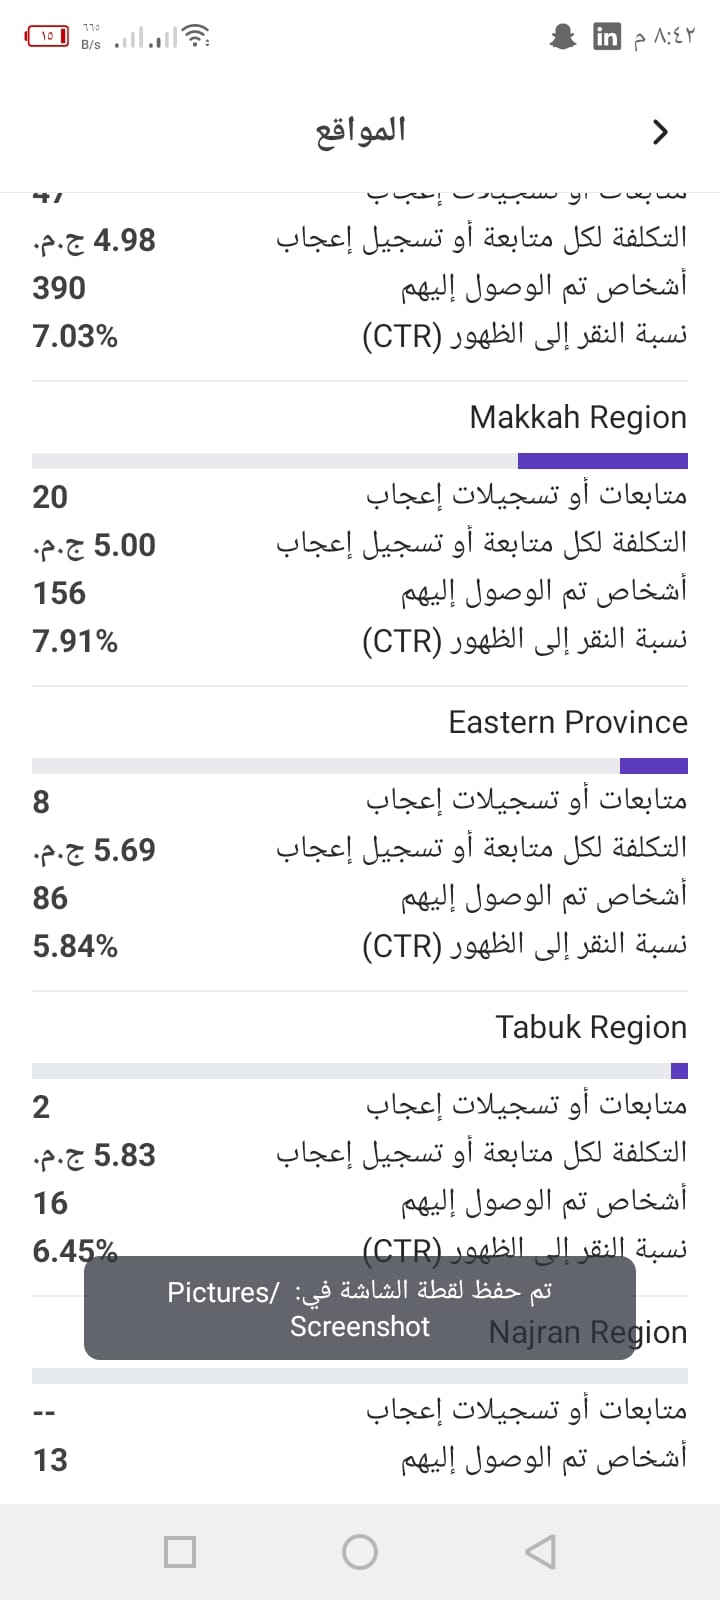 ٨:٤٢ م
in
٦٦٥
B/s
١٥
المواقع
متابعات أو تسجيلات إعجاب
47
التكلفة لكل متابعة أو تسجيل إعجاب
4.98 ج.م.
أشخاص تم الوصول إليهم
390
نسبة النقر إلى الظهور (CTR)
7.03%
Makkah Region
متابعات أو تسجيلات إعجاب
20
التكلفة لكل متابعة أو تسجيل إعجاب
5.00 ج.م.
أشخاص تم الوصول إليهم
156
نسبة النقر إلى الظهور (CTR)
7.91%
Eastern Province
متابعات أو تسجيلات إعجاب
8
التكلفة لكل متابعة أو تسجيل إعجاب
5.69 ج.م.
أشخاص تم الوصول إليهم
86
نسبة النقر إلى الظهور (CTR)
5.84%
Tabuk Region
متابعات أو تسجيلات إعجاب
2
التكلفة لكل متابعة أو تسجيل إعجاب
5.83 ج.م.
أشخاص تم الوصول إليهم
16
نسبة النقر إلى الظهور (CTR)
6.45%
تم حفظ لقطة الشاشة في: Pictures/
Screenshot
Najran Region
متابعات أو تسجيلات إعجاب
--
أشخاص تم الوصول إليهم
13